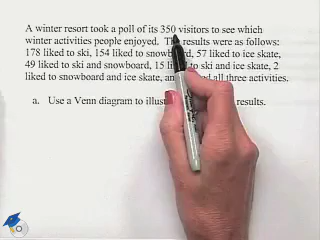 A winter resort took a poll of its 350 visitors to see which
winter activities people enjoyed. The results were as follows:
178 liked to ski, 154 liked to snowboard, 57 liked to ice skate,
49 liked to ski and snowboard, 15 to ski and ice skate, 2
liked to snowboard and ice skate, all three activities.
a. Use a Venn diagram to results.